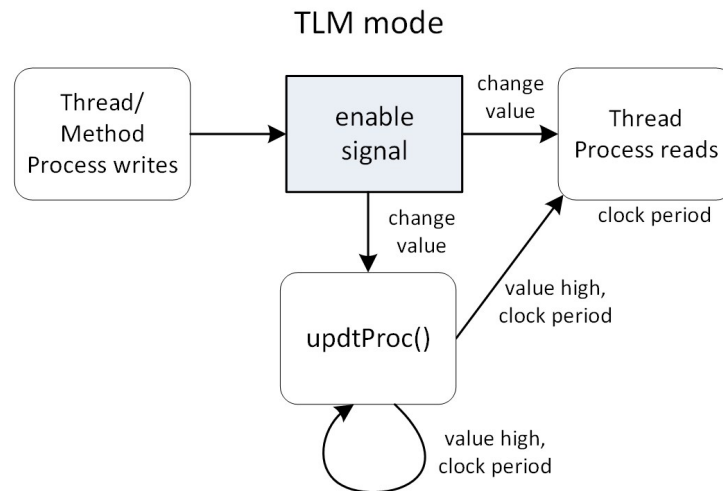 TLM mode
Thread/
Method
Process writes
enable
signal
change
value
Thread
Process reads
clock period
change
value
value high,
clock period
updtProc()
value high,
clock period